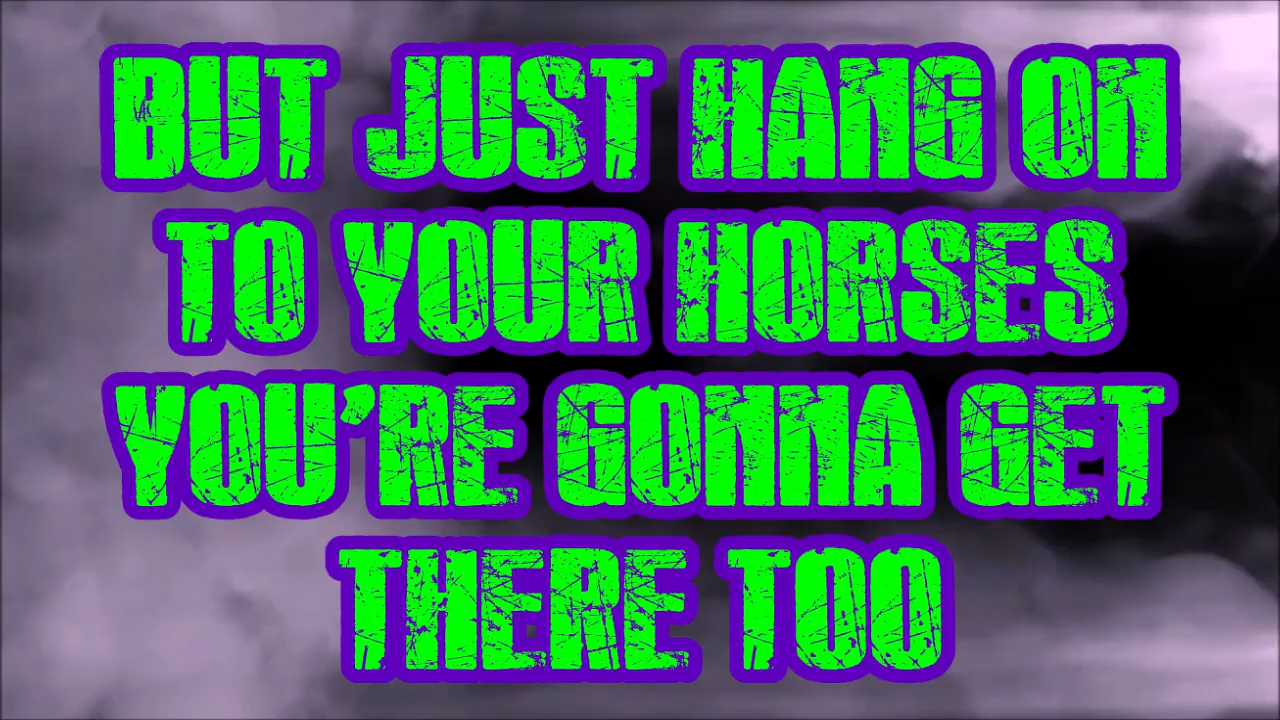 BUT JUST HANG ON
TO YOUR HORSES
YOU'RE GONNA GET
THERE TOO